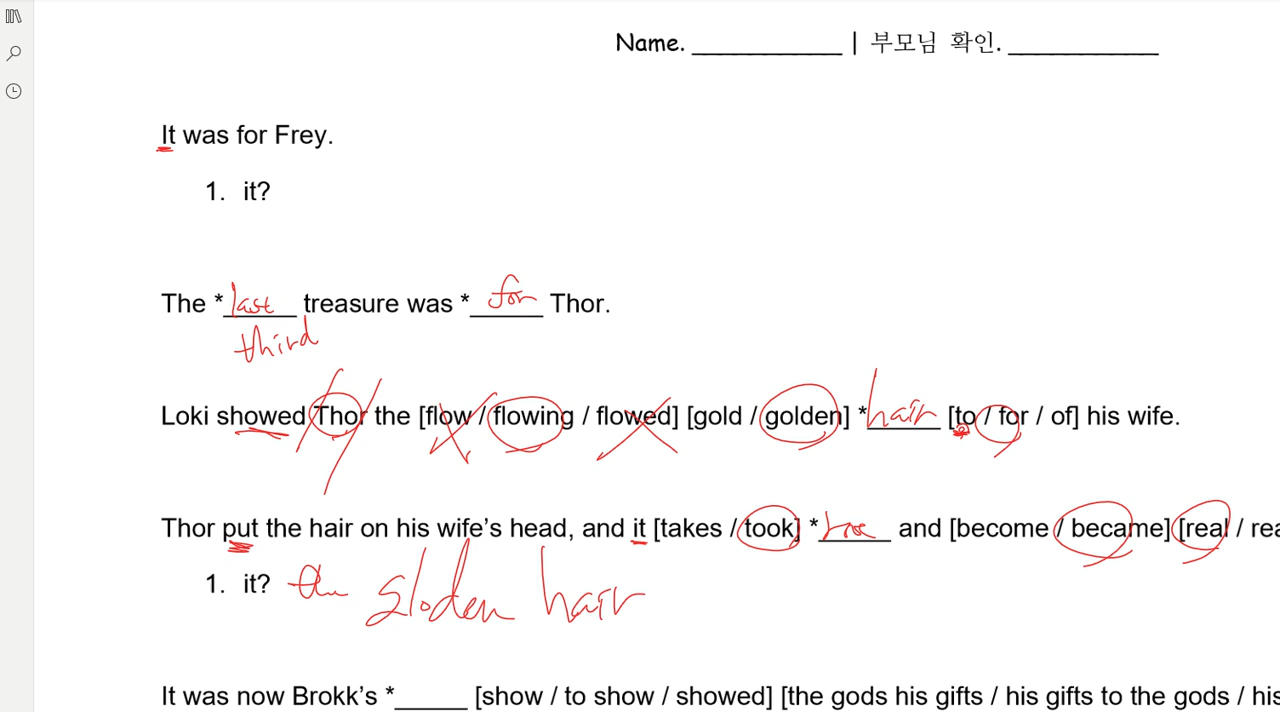 Name. ___________ | 부모님 확인. ___________
It was for Frey.
1. it?
The *last treasure was *for Thor.
third
Loki showed Thor the [flow / flowing / flowed] [gold / golden] *hair [to / for / of] his wife.
Thor put the hair on his wife’s head, and it [takes / took] *_____ and [become / became] [real / rea
1. it? the gloden hair
It was now Brokk’s *_____ [show / to show / showed] [the gods his gifts / his gifts to the gods / his